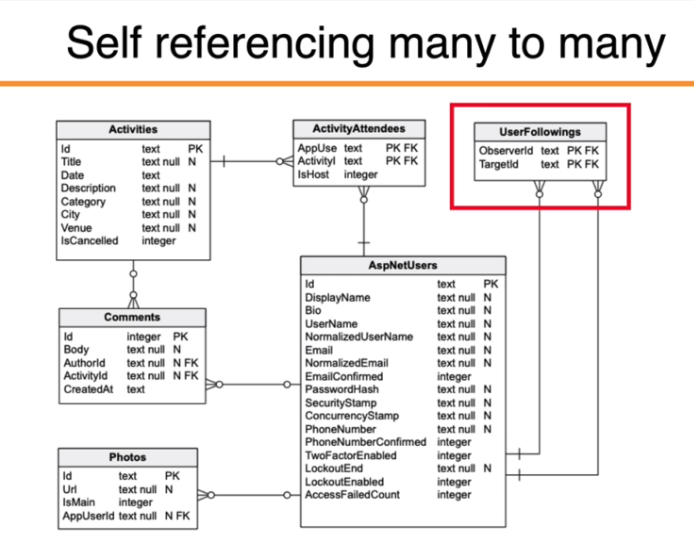 Self referencing many to many
Activities
Id text PK
Title text null N
Date text
Description text null N
Category text null N
City text null N
Venue text null N
IsCancelled integer
ActivityAttendees
AppUse text PK FK
ActivityI text PK FK
IsHost integer
UserFollowings
ObserverId text PK FK
TargetId text PK FK
AspNetUsers
Id text PK
DisplayName text null N
Bio text null N
UserName text null N
NormalizedUserName text null N
Email text null N
NormalizedEmail text null N
EmailConfirmed integer
PasswordHash text null N
SecurityStamp text null N
ConcurrencyStamp text null N
PhoneNumber text null N
PhoneNumberConfirmed integer
TwoFactorEnabled integer
LockoutEnd text null N
LockoutEnabled integer
AccessFailedCount integer
Comments
Id integer PK
Body text null N
AuthorId text null N FK
ActivityId text null N FK
CreatedAt text
Photos
Id text PK
Url text null N
IsMain integer
AppUserId text null N FK